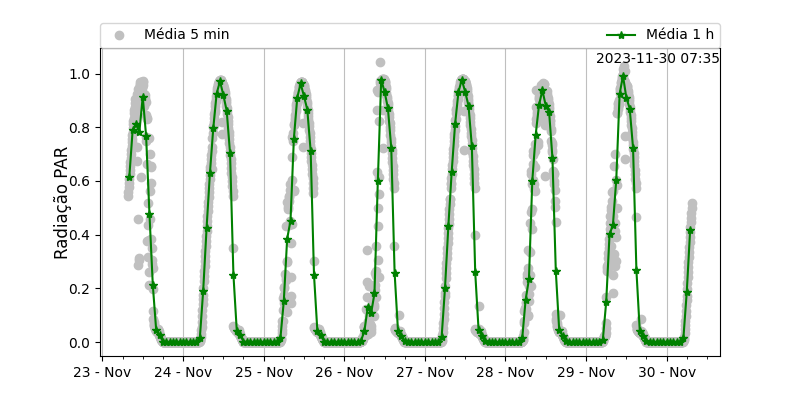 Média 5 min
Média 1 h
2023-11-30 07:35
Radiação PAR
1.0
0.8
0.6
0.4
0.2
0.0
23 - Nov
24 - Nov
25 - Nov
26 - Nov
27 - Nov
28 - Nov
29 - Nov
30 - Nov